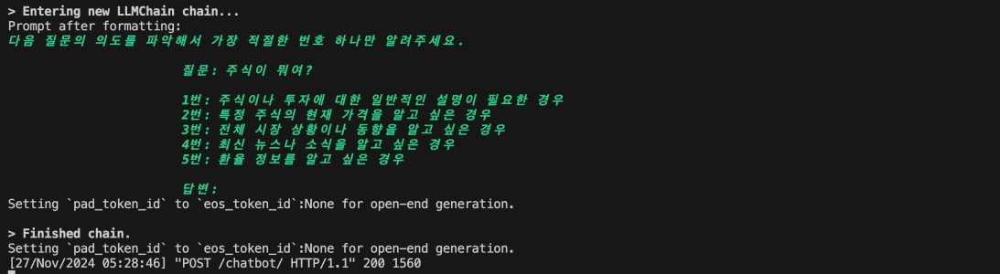 > Entering new LLMChain chain...
Prompt after formatting:
다음 질문의 의도를 파악해서 가장 적절한 번호 하나만 알려주세요.
질문: 주식이 뭐여?
1번: 주식이나 투자에 대한 일반적인 설명이 필요한 경우
2번: 특정 주식의 현재 가격을 알고 싶은 경우
3번: 전체 시장 상황이나 동향을 알고 싶은 경우
4번: 최신 뉴스나 소식을 알고 싶은 경우
5번: 환율 정보를 알고 싶은 경우
답변:
Setting `pad_token_id` to `eos_token_id`:None for open-end generation.
> Finished chain.
Setting `pad_token_id` to `eos_token_id`:None for open-end generation.
[27/Nov/2024 05:28:46] "POST /chatbot/ HTTP/1.1" 200 1560